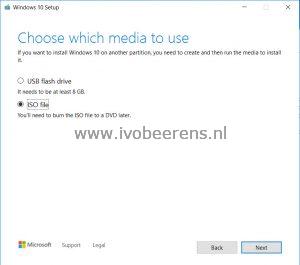 Windows 10 Setup
Choose which media to use
If you want to install Windows 10 on another partition, you need to create and then run the media to install
it.
USB flash drive
It needs to be at least 8 GB.
ISO file
www.ivobeerens.nl
You'll need to burn the ISO file to a DVD later.
Microsoft Support Legal
Back Next